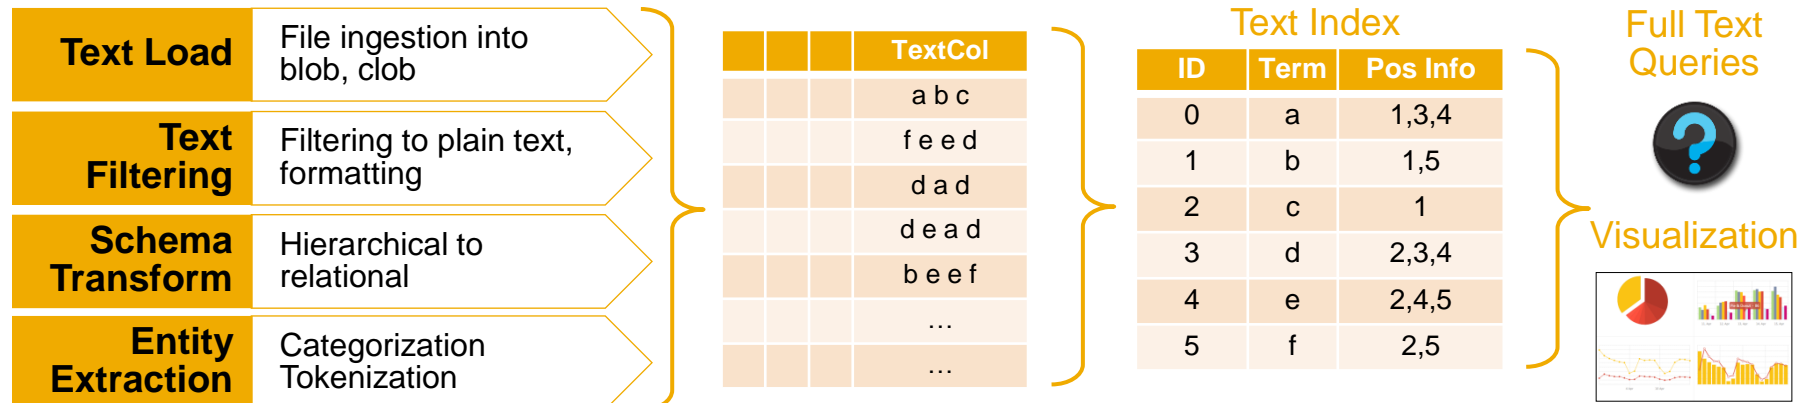 Text Load
File ingestion into
blob, clob
Text
Filtering
Filtering to plain text,
formatting
Schema
Transform
Hierarchical to
relational
Entity
Extraction
Categorization
Tokenization
TextCol
a b c
f e e d
d a d
d e a d
b e e f
...
...
Text Index
ID Term Pos Info
0 a 1,3,4
1 b 1,5
2 c 1
3 d 2,3,4
4 e 2,4,5
5 f 2,5
Full Text
Queries
?
Visualization